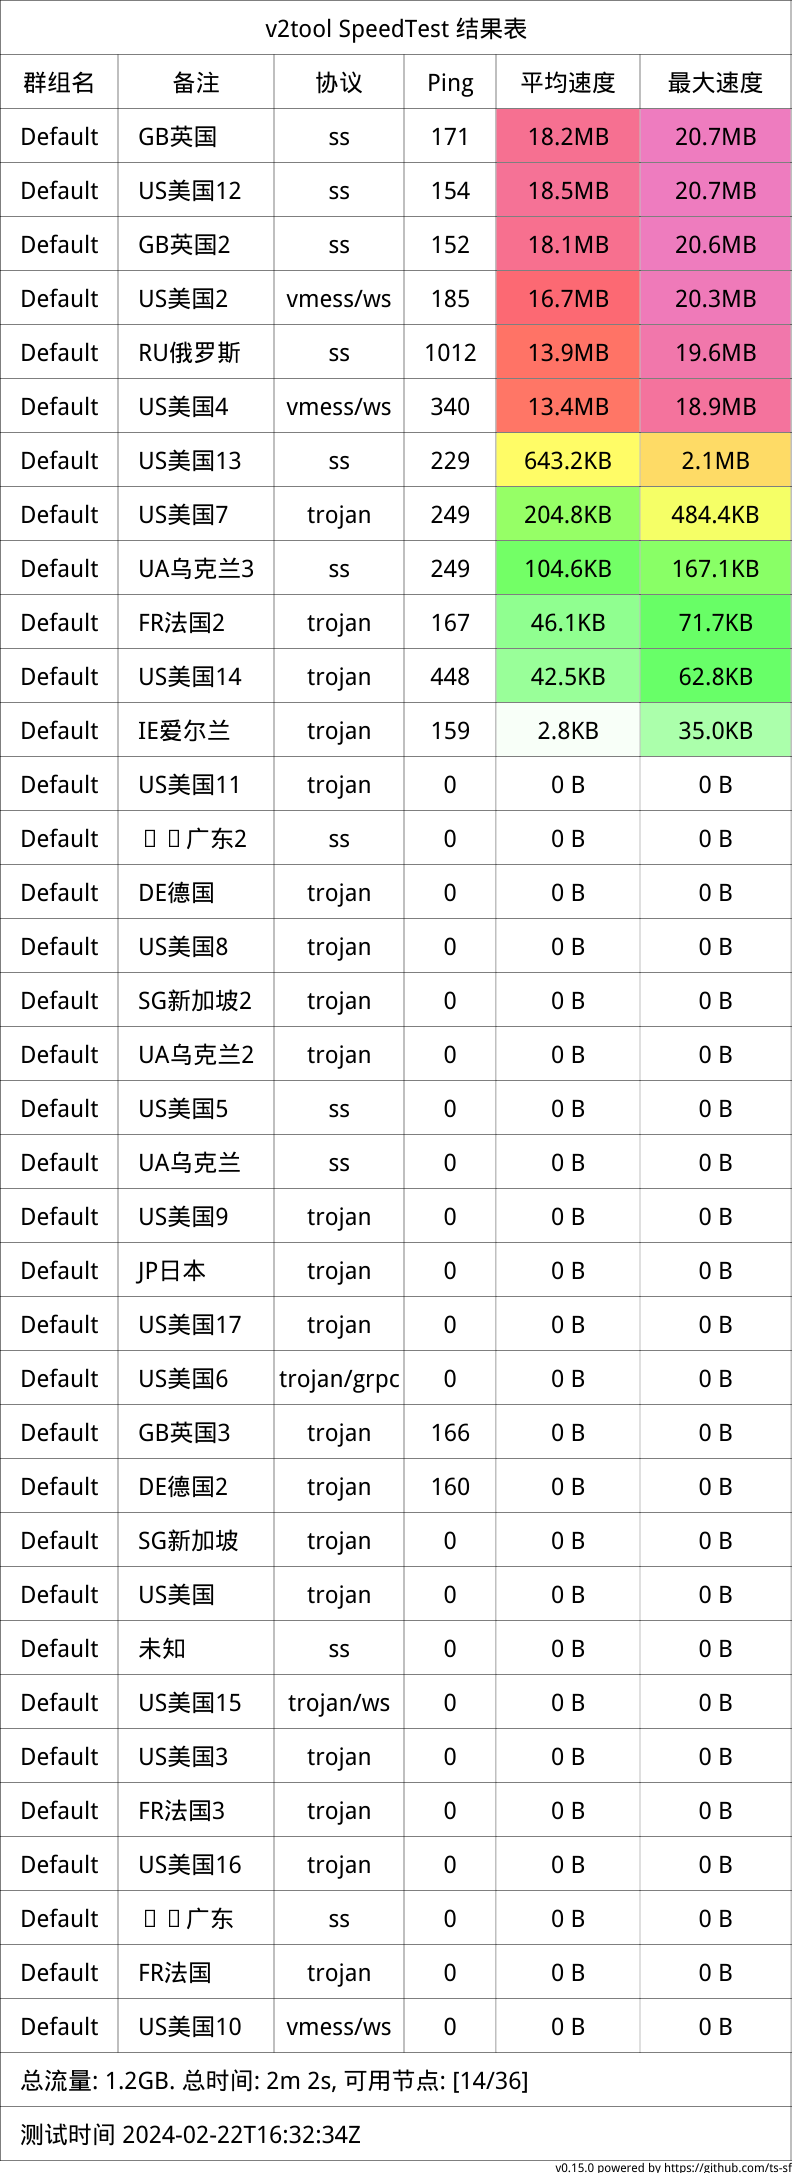 v2tool SpeedTest 结果表
群组名 备注 协议 Ping 平均速度 最大速度
Default GB英国 ss 171 18.2MB 20.7MB
Default US美国12 ss 154 18.5MB 20.7MB
Default GB英国2 ss 152 18.1MB 20.6MB
Default US美国2 vmess/ws 185 16.7MB 20.3MB
Default RU俄罗斯 ss 1012 13.9MB 19.6MB
Default US美国4 vmess/ws 340 13.4MB 18.9MB
Default US美国13 ss 229 643.2KB 2.1MB
Default US美国7 trojan 249 204.8KB 484.4KB
Default UA乌克兰3 ss 249 104.6KB 167.1KB
Default FR法国2 trojan 167 46.1KB 71.7KB
Default US美国14 trojan 448 42.5KB 62.8KB
Default IE爱尔兰 trojan 159 2.8KB 35.0KB
Default US美国11 trojan 0 0 B 0 B
Default 广东2 ss 0 0 B 0 B
Default DE德国 trojan 0 0 B 0 B
Default US美国8 trojan 0 0 B 0 B
Default SG新加坡2 trojan 0 0 B 0 B
Default UA乌克兰2 trojan 0 0 B 0 B
Default US美国5 ss 0 0 B 0 B
Default UA乌克兰 ss 0 0 B 0 B
Default US美国9 trojan 0 0 B 0 B
Default JP日本 trojan 0 0 B 0 B
Default US美国17 trojan 0 0 B 0 B
Default US美国6 trojan/grpc 0 0 B 0 B
Default GB英国3 trojan 166 0 B 0 B
Default DE德国2 trojan 160 0 B 0 B
Default SG新加坡 trojan 0 0 B 0 B
Default US美国 trojan 0 0 B 0 B
Default 未知 ss 0 0 B 0 B
Default US美国15 trojan/ws 0 0 B 0 B
Default US美国3 trojan 0 0 B 0 B
Default FR法国3 trojan 0 0 B 0 B
Default US美国16 trojan 0 0 B 0 B
Default 广东 ss 0 0 B 0 B
Default FR法国 trojan 0 0 B 0 B
Default US美国10 vmess/ws 0 0 B 0 B
总流量: 1.2GB. 总时间: 2m 2s, 可用节点: [14/36]
测试时间 2024-02-22T16:32:34Z
v0.15.0 powered by https://github.com/ts-sf